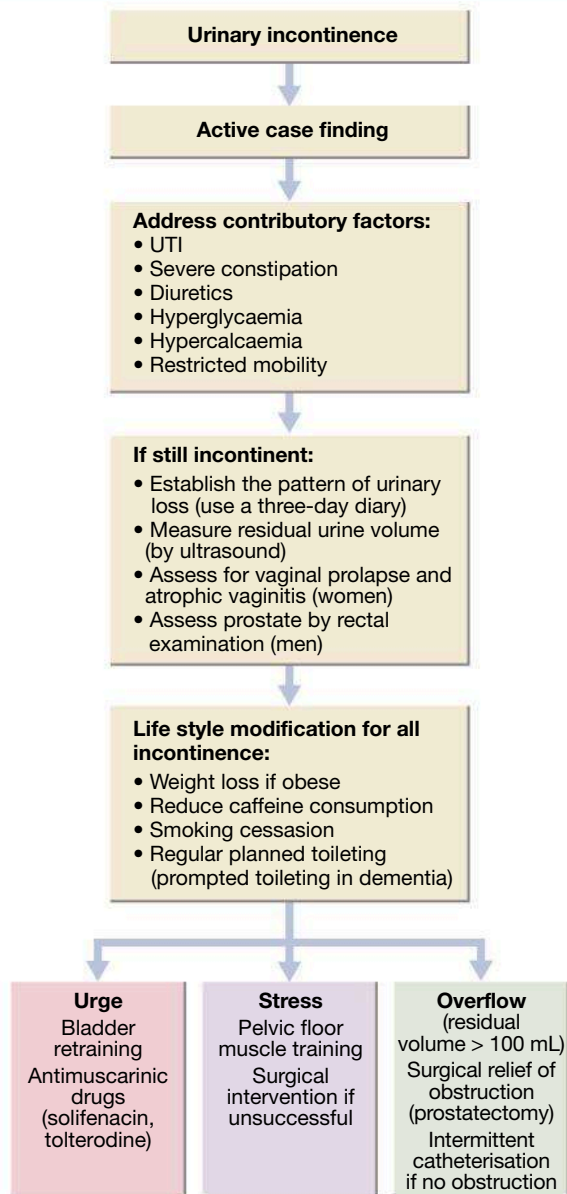 Urinary incontinence
Active case finding
Address contributory factors:
• UTI
• Severe constipation
• Diuretics
• Hyperglycaemia
• Hypercalcaemia
• Restricted mobility
If still incontinent:
• Establish the pattern of urinary
loss (use a three-day diary)
• Measure residual urine volume
(by ultrasound)
• Assess for vaginal prolapse and
atrophic vaginitis (women)
• Assess prostate by rectal
examination (men)
Life style modification for all
incontinence:
• Weight loss if obese
• Reduce caffeine consumption
• Smoking cessasion
• Regular planned toileting
(prompted toileting in dementia)
Urge
Bladder
retraining
Antimuscarinic
drugs
(solifenacin,
tolterodine)
Stress
Pelvic floor
muscle training
Surgical
intervention if
unsuccessful
Overflow
(residual
volume > 100 mL)
Surgical relief of
obstruction
(prostatectomy)
Intermittent
catheterisation
if no obstruction